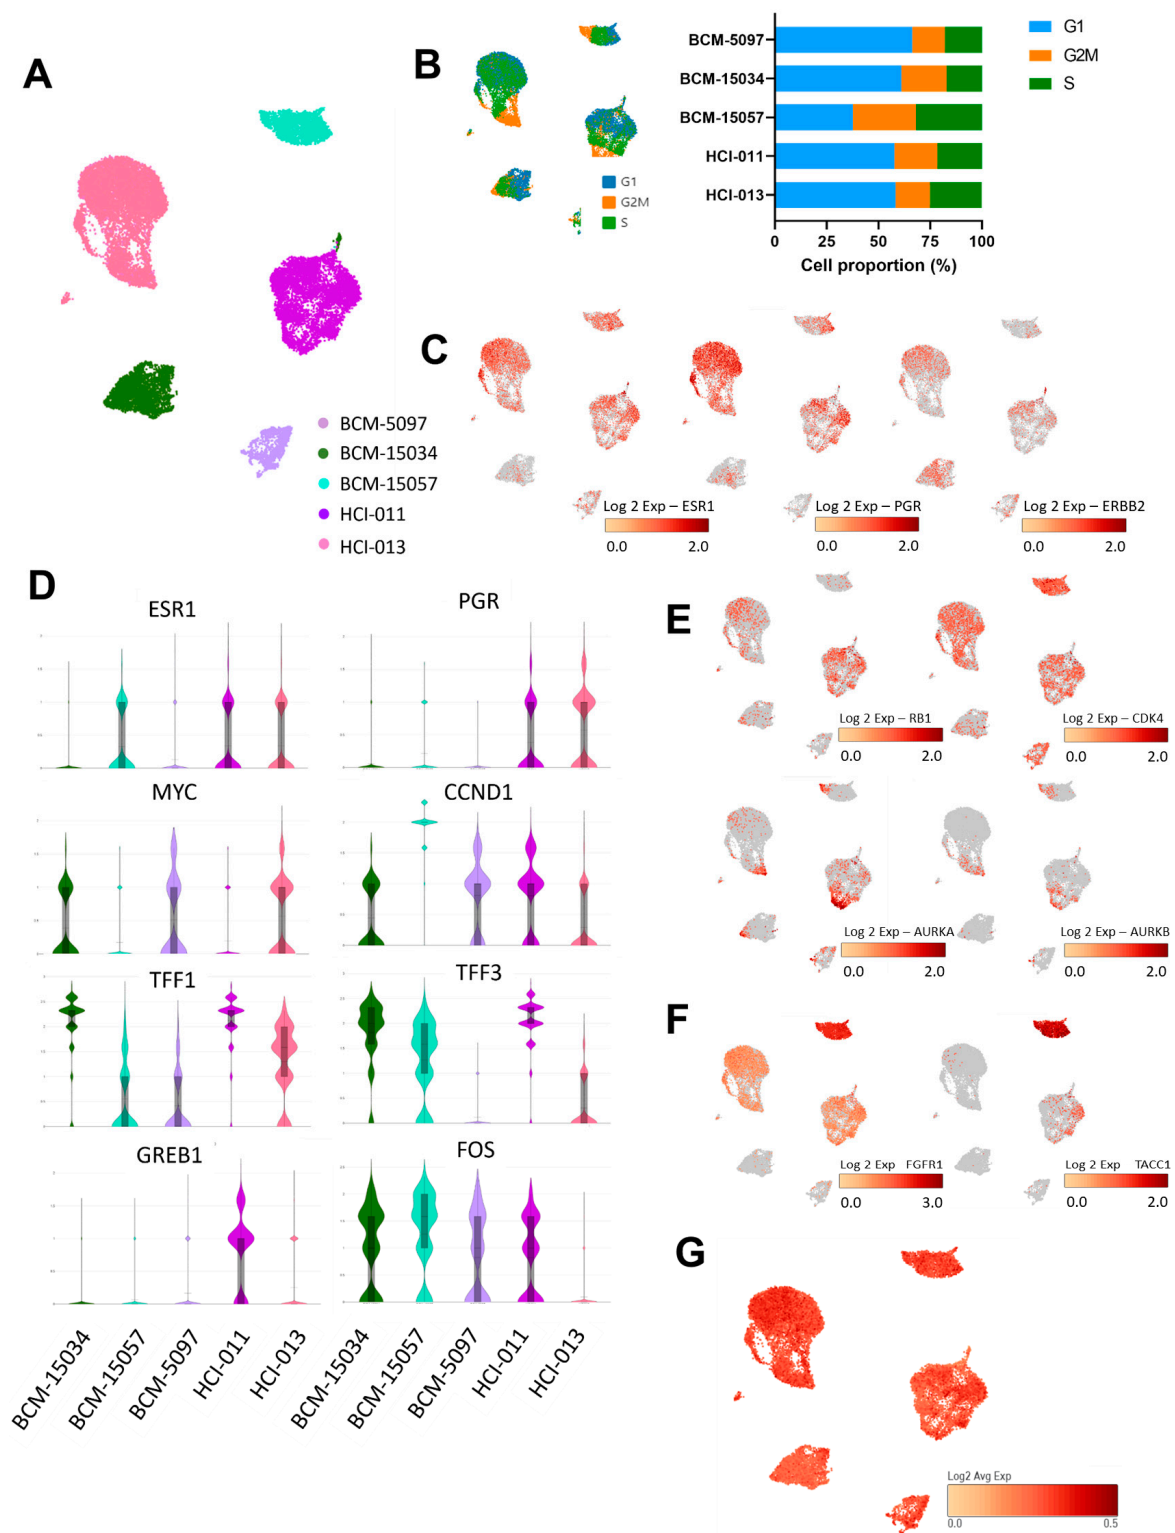 A
BCM-5097
BCM-15034
BCM-15057
HCI-011
HCI-013
B
G1
G2M
S
BCM-5097
BCM-15034
BCM-15057
HCI-011
HCI-013
0 25 50 75 100
Cell proportion (%)
G1
G2M
S
C
Log 2 Exp – ESR1
0.0 2.0
Log 2 Exp – PGR
0.0 2.0
Log 2 Exp – ERBB2
0.0 2.0
D
ESR1
PGR
MYC
CCND1
TFF1
TFF3
GREB1
FOS
BCM-15034
BCM-15057
BCM-5097
HCI-011
HCI-013
BCM-15034
BCM-15057
BCM-5097
HCI-011
HCI-013
E
Log 2 Exp – RB1
0.0 2.0
Log 2 Exp – CDK4
0.0 2.0
Log 2 Exp – AURKA
0.0 2.0
Log 2 Exp – AURKB
0.0 2.0
F
Log 2 Exp FGFR1
0.0 3.0
Log 2 Exp TACC1
0.0 2.0
G
Log2 Avg Exp
0.0 0.5